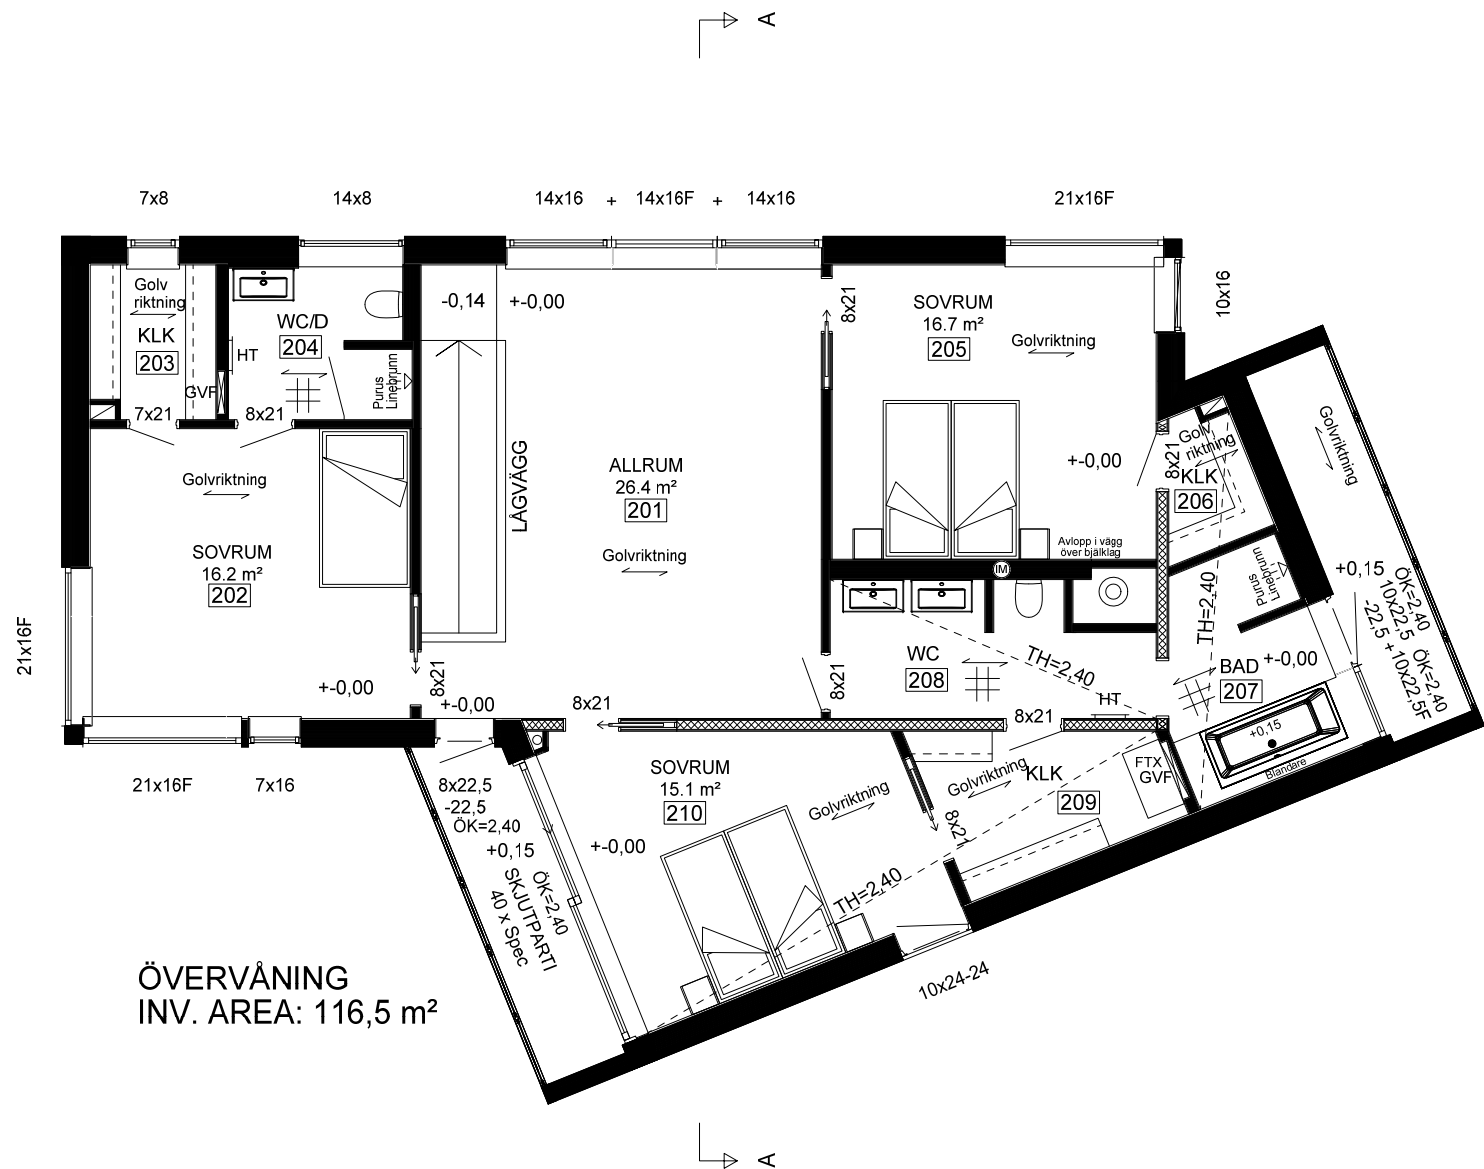 A
7x8
14x8
14x16 + 14x16F + 14x16
21x16F
10x16
Golv
riktning
KLK
203
GVF
7x21
WC/D
204
HT
8x21
Purus
Linebrunn
-0,14
+-0,00
LÅGVÄGG
ALLRUM
26.4 m²
201
Golvriktning
8x21
SOVRUM
16.7 m²
205
Golvriktning
+-0,00
Avlopp i vägg
över bjälklag
IM
8x21
Golv
riktning
KLK
206
Golvriktning
Golvriktning
SOVRUM
16.2 m²
202
+-0,00
21x16F
8x21
+-0,00
8x21
WC
208
8x21
TH=2,40
HT
8x21
TH=2,40
Purus
Linebrunn
BAD
207
+-0,00
+0,15
Blandare
+0,15
ÖK=2,40
10x22,5
-22,5
ÖK=2,40
+10x22,5F
21x16F
7x16
8x22,5
-22,5
ÖK=2,40
+0,15
ÖK=2,40
SKJUTPARTI
40 x Spec
SOVRUM
15.1 m²
210
+-0,00
Golvriktning
TH=2,40
8x21
Golvriktning
KLK
209
FTX
GVF
10x24-24
ÖVERVÅNING
INV. AREA: 116,5 m²
A